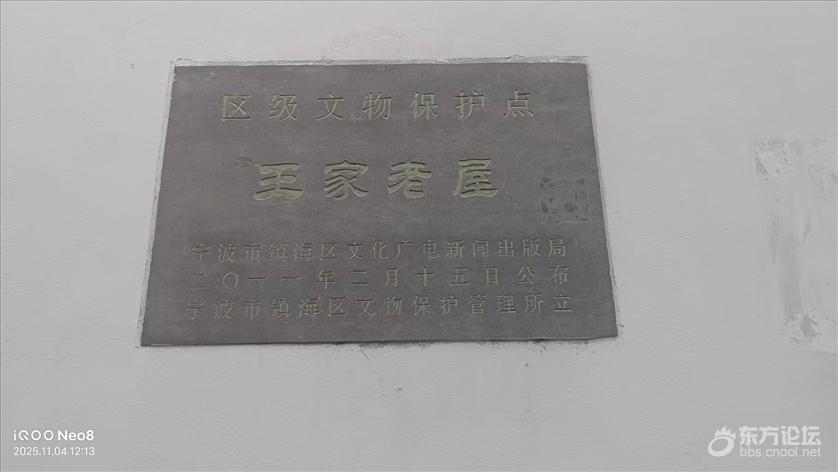 区级文物保护点
王家老屋
宁波市镇海区文化广电新闻出版局
二〇一一年二月十五日公布
宁波市镇海区文物保护管理所立
iQOO Neo8
2025.11.04 12:13
东方论坛
bbs.cnool.net